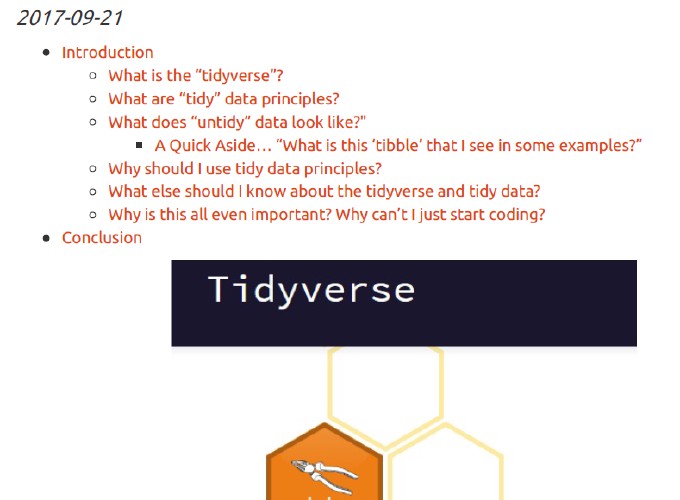 2017-09-21
Introduction
What is the “tidyverse”?
What are “tidy” data principles?
What does “untidy” data look like?”
A Quick Aside… “What is this ‘tibble’ that I see in some examples?”
Why should I use tidy data principles?
What else should I know about the tidyverse and tidy data?
Why is this all even important? Why can’t I just start coding?
Conclusion
Tidyverse